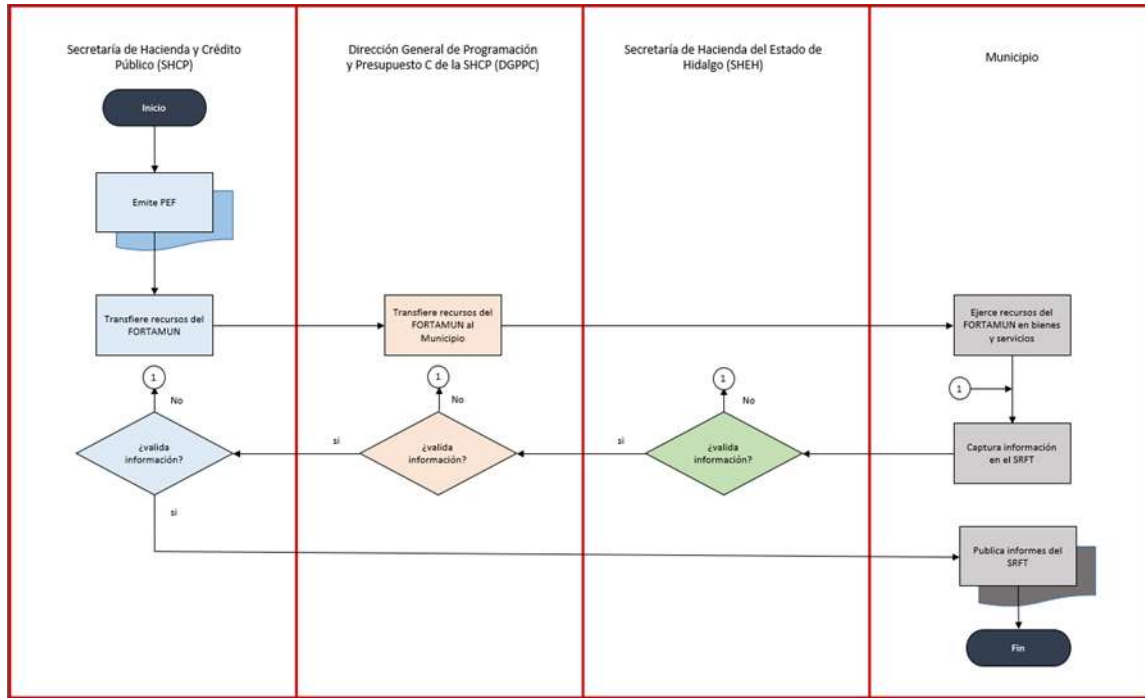 Secretaría de Hacienda y Crédito
Público (SHCP)
Dirección General de Programación
y Presupuesto C de la SHCP (DGPPC)
Secretaría de Hacienda del Estado de
Hidalgo (SHEH)
Municipio
Inicio
Emite PEF
Transfiere recursos del
FORTAMUN
Transfiere recursos del
FORTAMUN al
Municipio
Ejerce recursos del
FORTAMUN en bienes
y servicios
1
No
1
No
1
No
1
¿valida
información?
si
¿valida
información?
si
¿valida
información?
Captura información
en el SRFT
si
Publica informes del
SRFT
Fin